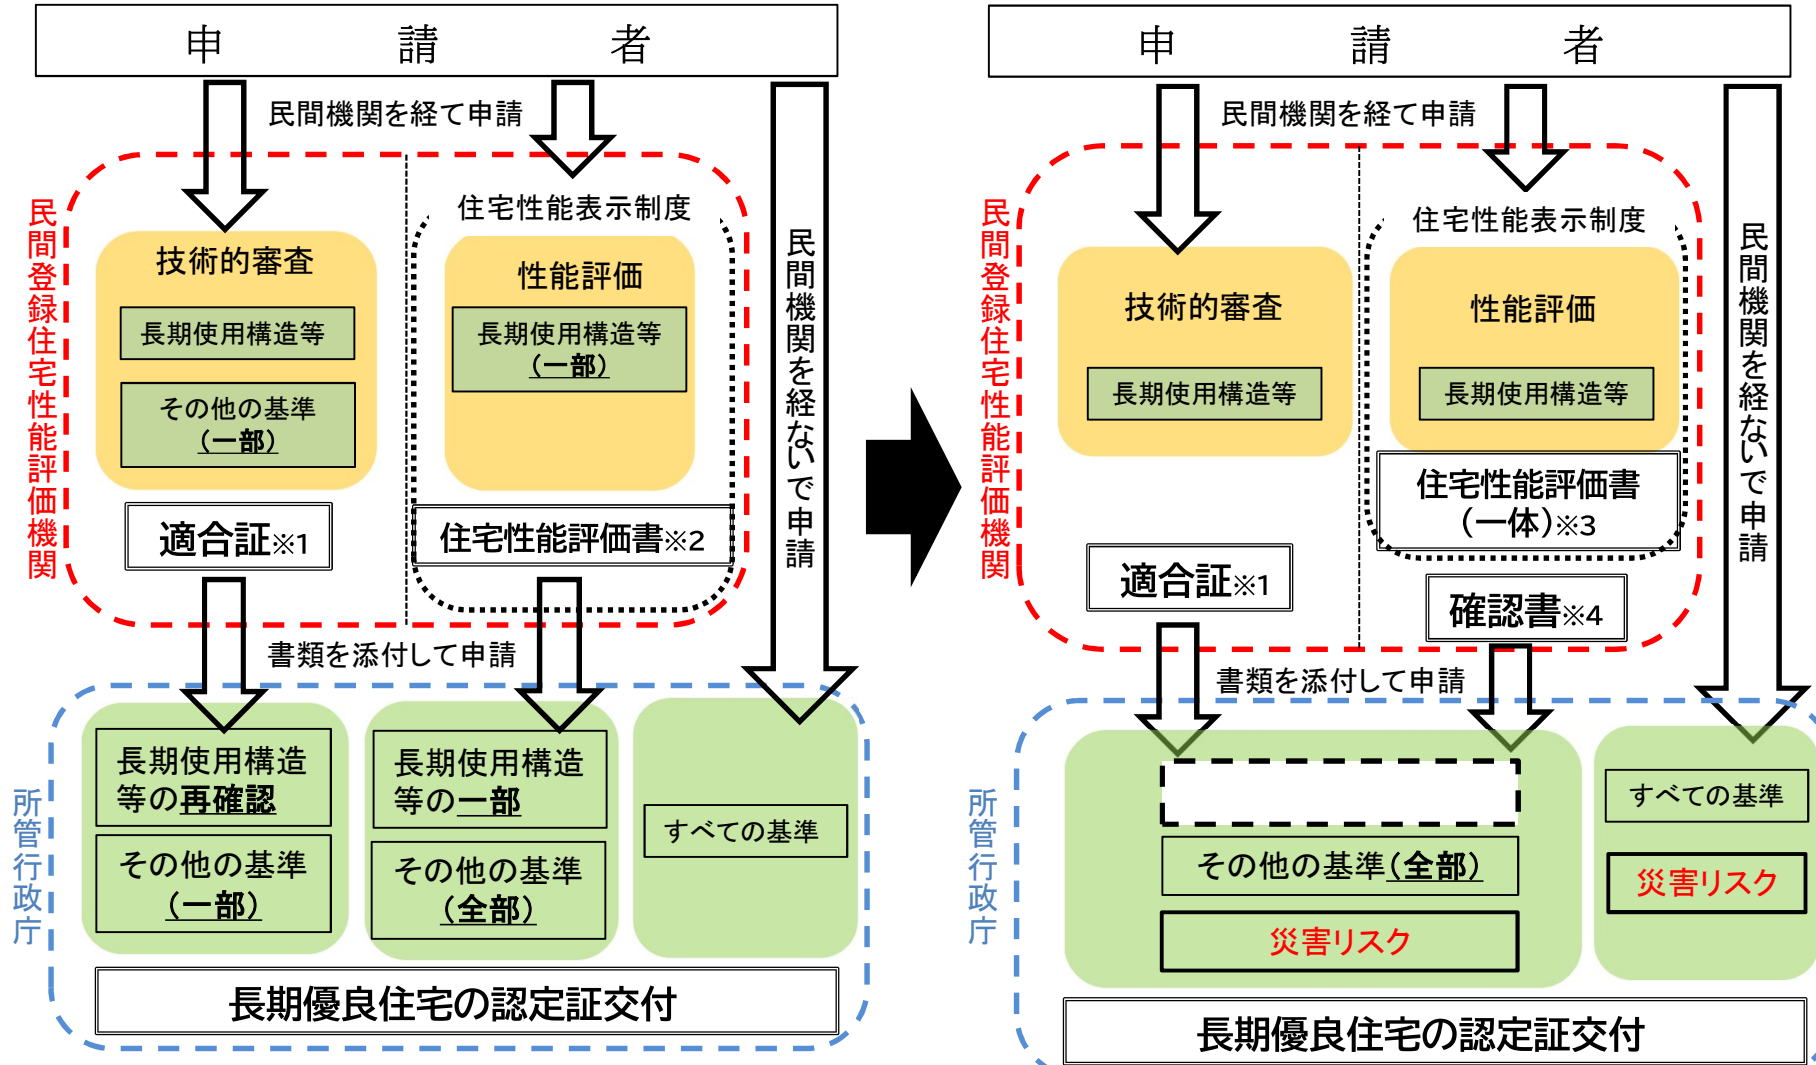 申請者
民間機関を経て申請
民間登録住宅性能評価機関
技術的審査
長期使用構造等
その他の基準
(一部)
適合証※1
住宅性能表示制度
性能評価
長期使用構造等
(一部)
住宅性能評価書※2
民間機関を経ないで申請
書類を添付して申請
所管行政庁
長期使用構造
等の再確認
その他の基準
(一部)
長期使用構造
等の一部
その他の基準
(全部)
すべての基準
長期優良住宅の認定証交付
申請者
民間機関を経て申請
民間登録住宅性能評価機関
技術的審査
長期使用構造等
適合証※1
住宅性能表示制度
性能評価
長期使用構造等
住宅性能評価書
(一体)※3
確認書※4
民間機関を経ないで申請
書類を添付して申請
所管行政庁
その他の基準(全部)
災害リスク
すべての基準
災害リスク
長期優良住宅の認定証交付